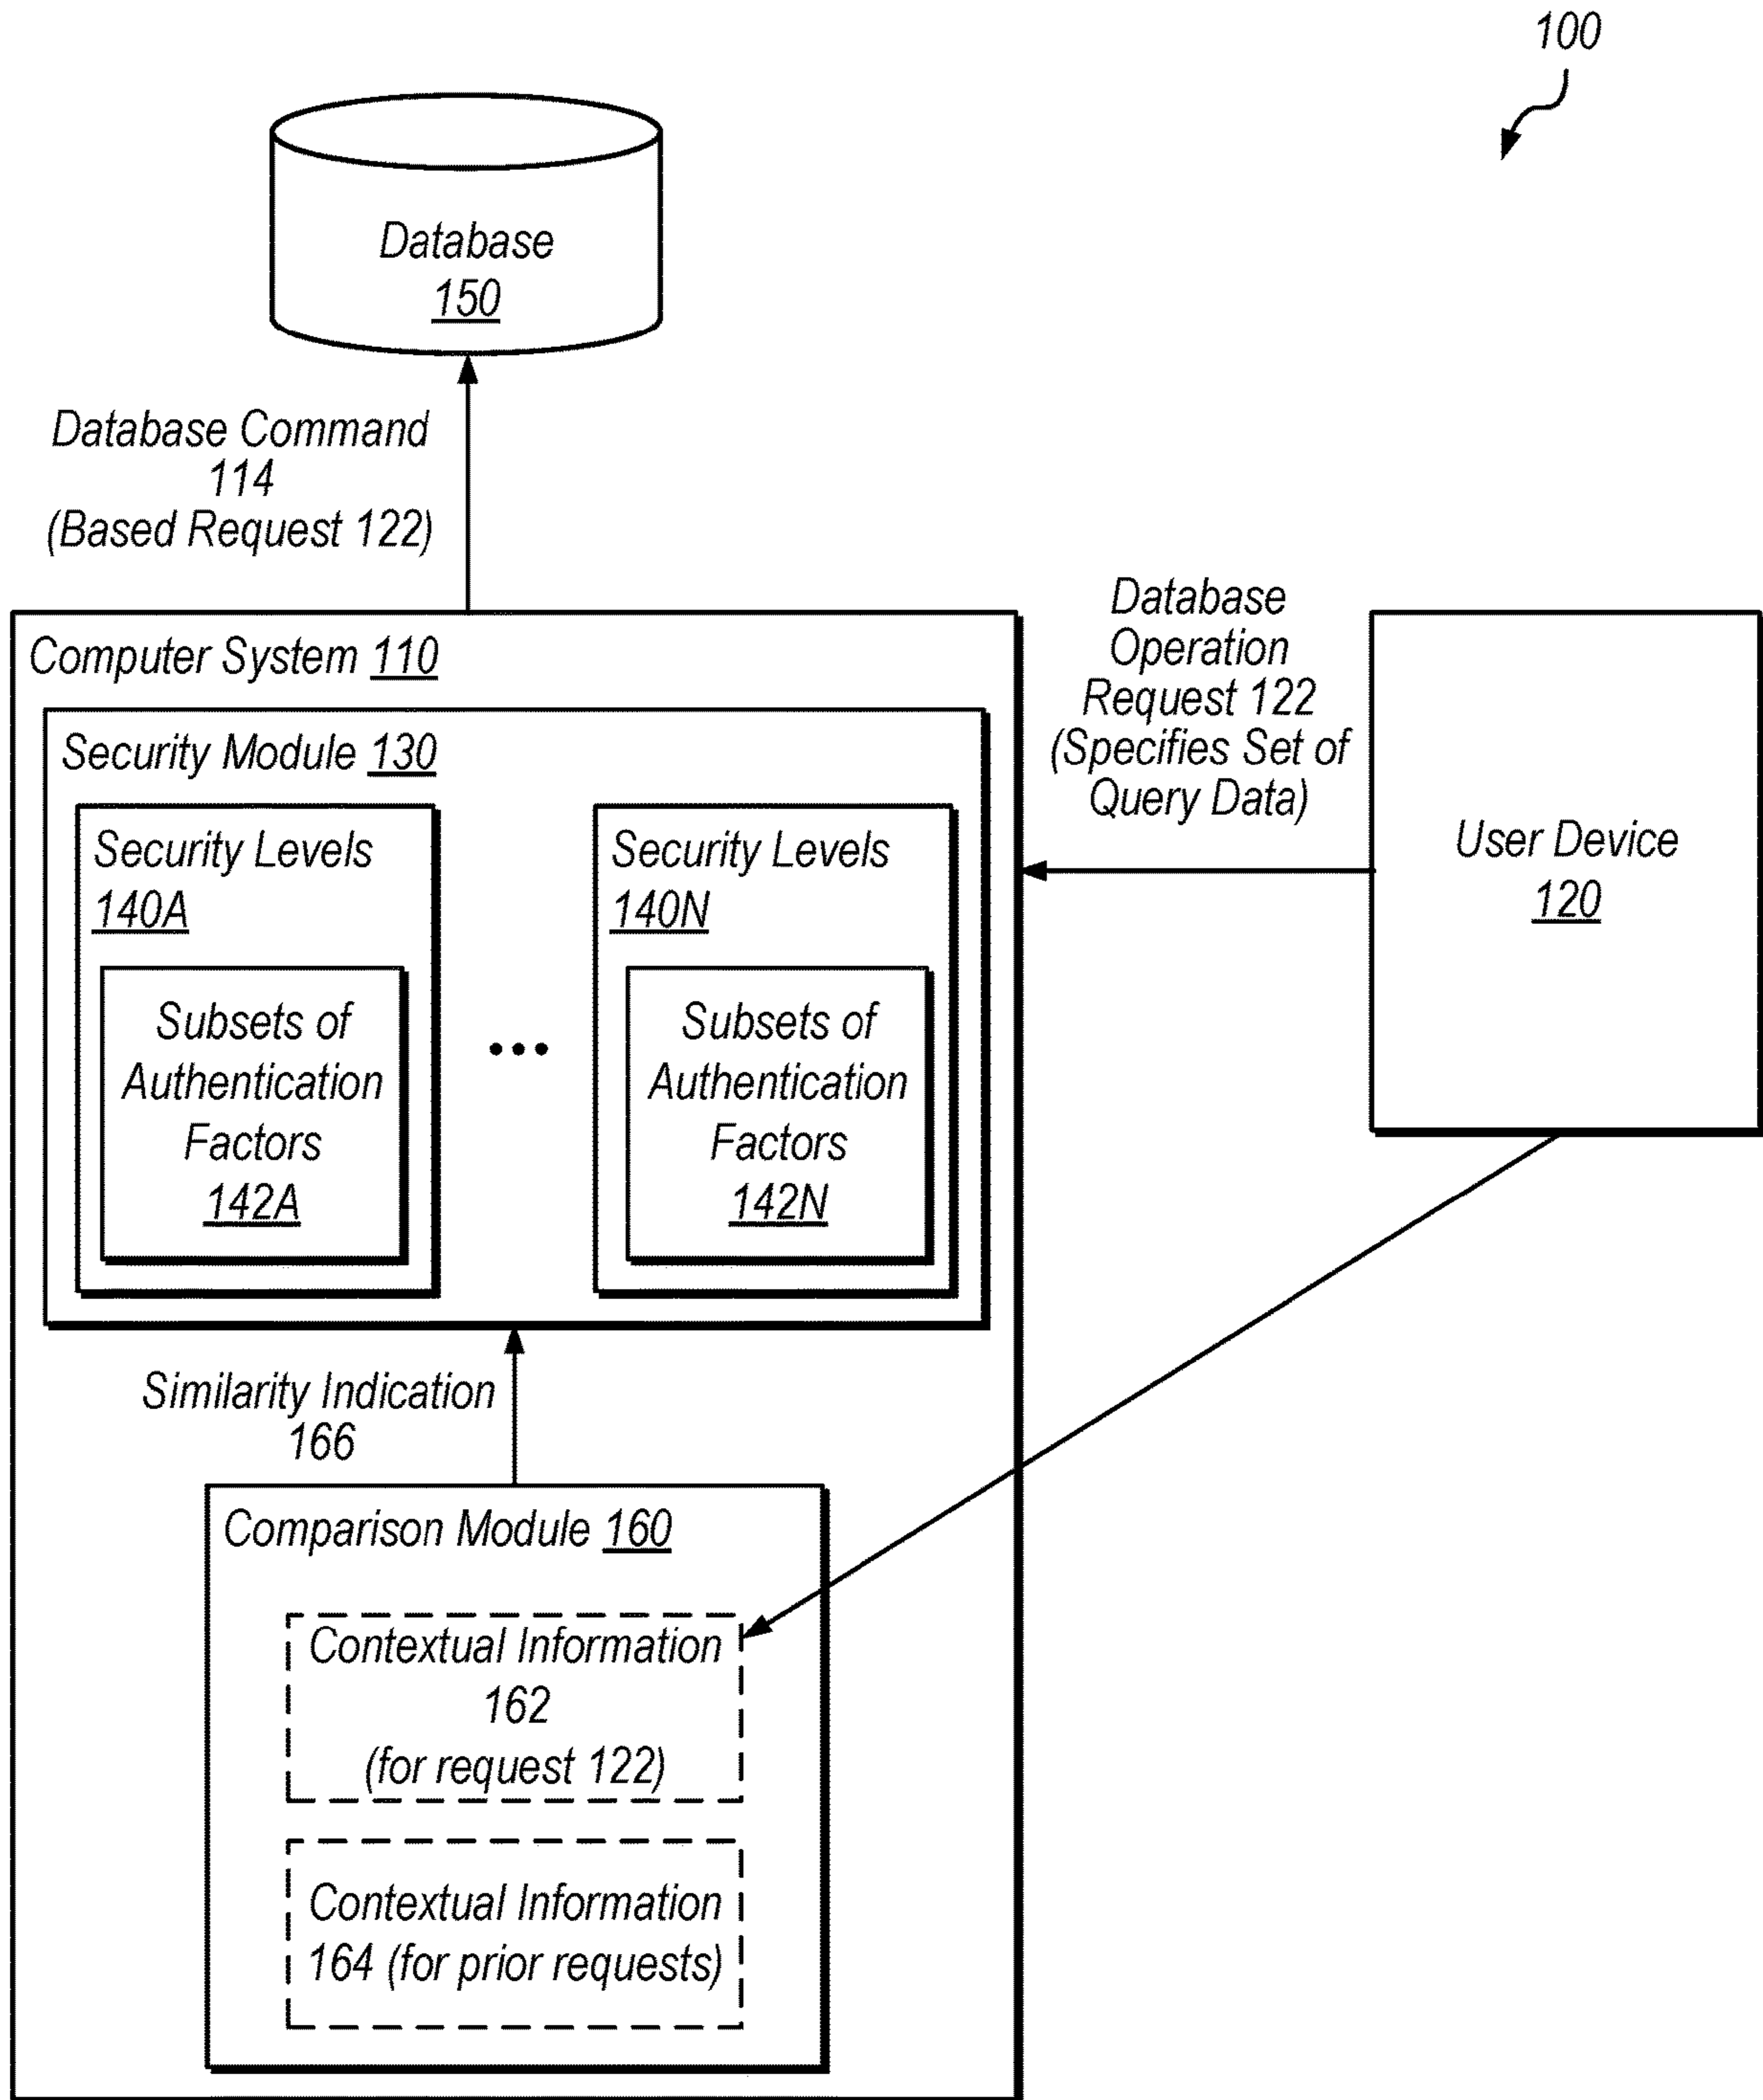 100
Database
150
Database Command
114
(Based Request 122)
Computer System 110
Security Module 130
Security Levels
140A
Subsets of
Authentication
Factors
142A
•••
Security Levels
140N
Subsets of
Authentication
Factors
142N
Database
Operation
Request 122
(Specifies Set of
Query Data)
User Device
120
Similarity Indication
166
Comparison Module 160
Contextual Information
162
(for request 122)
Contextual Information
164 (for prior requests)